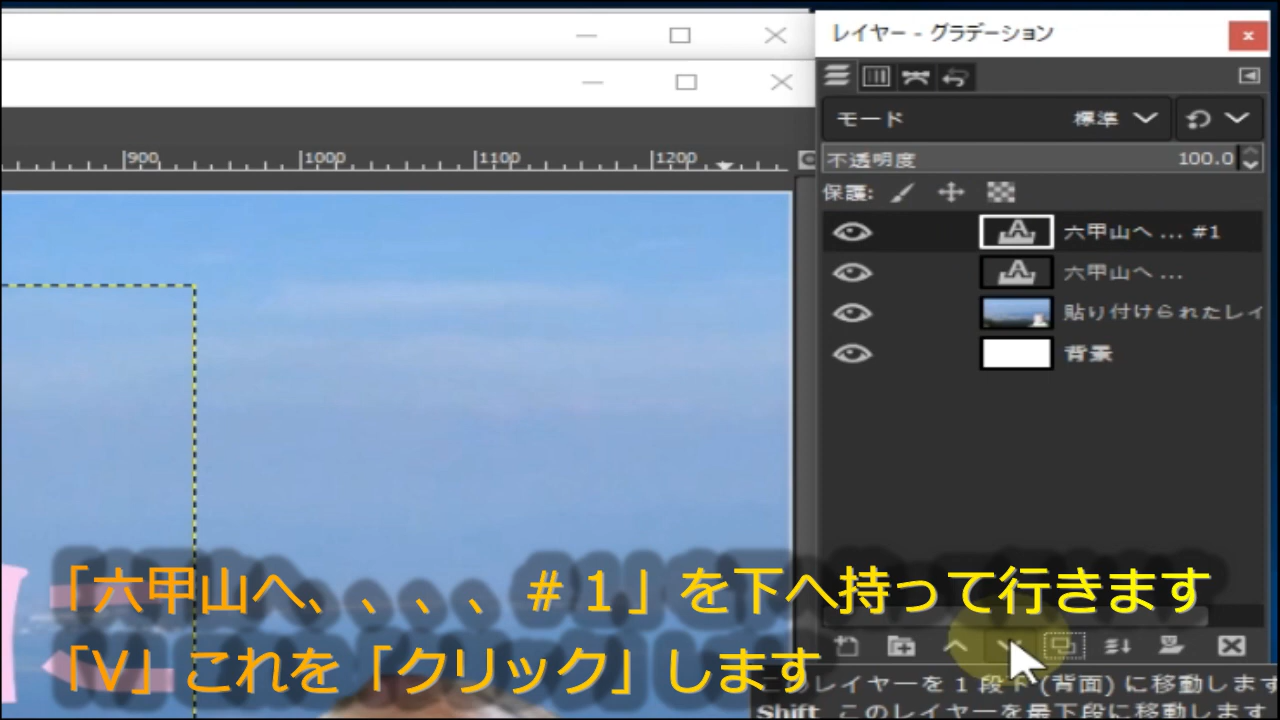 レイヤー - グラデーション
モード 標準
900 1000 1100 1200
不透明度 100.0
保護:
六甲山へ ... #1
六甲山へ ...
貼り付けられたレイ
背景
「六甲山へ、、、、、#1」を下へ持って行きます
「V」これを「クリック」します
このレイヤーを 1 段下 (背面) に移動します
Shift このレイヤーを最下段に移動します